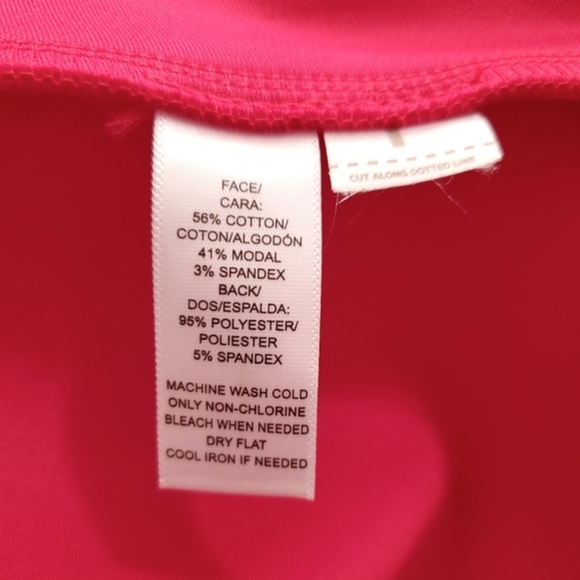 FACE/
CARA:
56% COTTON/
COTON/ALGODÓN
41% MODAL
3% SPANDEX
BACK/
DOS/ESPALDA:
95% POLYESTER/
POLIESTER
5% SPANDEX
MACHINE WASH COLD
ONLY NON-CHLORINE
BLEACH WHEN NEEDED
DRY FLAT
COOL IRON IF NEEDED
CUT ALONG DOTTED LINE